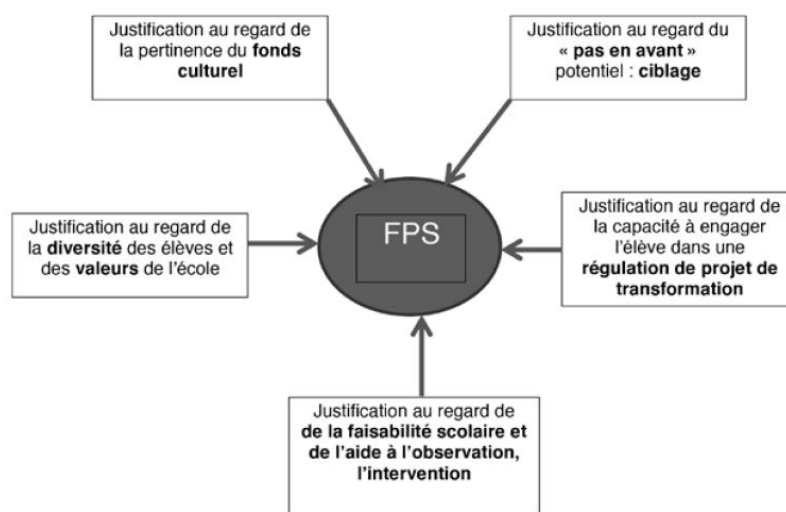 Justification au regard de
la pertinence du fonds
culturel
Justification au regard du
« pas en avant »
potentiel : ciblage
FPS
Justification au regard de
la diversité des élèves et
des valeurs de l'école
Justification au regard de
la capacité à engager
l'élève dans une
régulation de projet de
transformation
Justification au regard de
de la faisabilité scolaire et
de l'aide à l'observation,
l'intervention